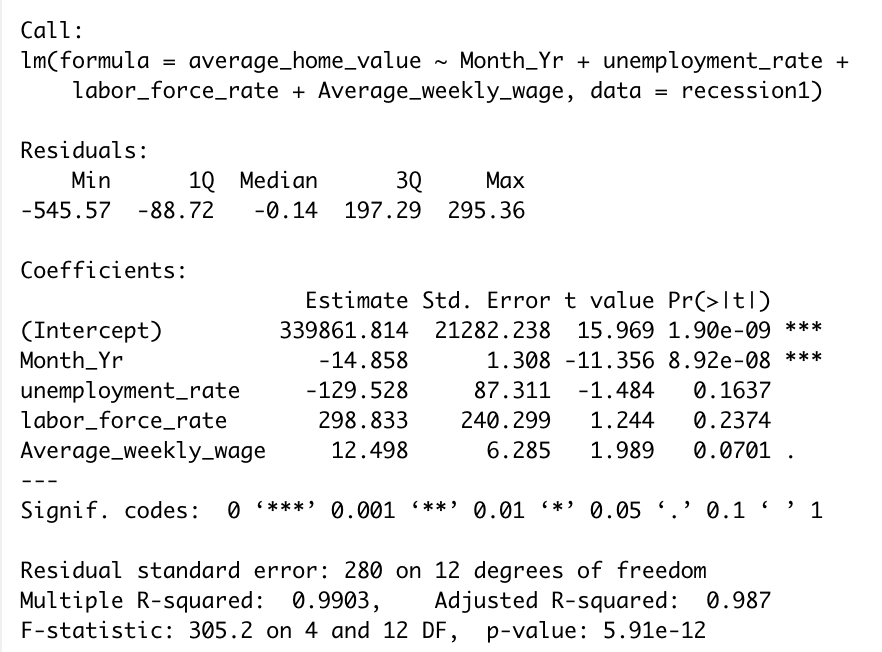 Call:
lm(formula = average_home_value ~ Month_Yr + unemployment_rate +
    labor_force_rate + Average_weekly_wage, data = recession1)

Residuals:
    Min      1Q  Median      3Q     Max
-545.57  -88.72   -0.14  197.29  295.36

Coefficients:
                      Estimate Std. Error t value Pr(>|t|)
(Intercept)         339861.814  21282.238  15.969 1.90e-09 ***
Month_Yr               -14.858      1.308 -11.356 8.92e-08 ***
unemployment_rate     -129.528     87.311  -1.484   0.1637
labor_force_rate       298.833    240.299   1.244   0.2374
Average_weekly_wage     12.498      6.285   1.989   0.0701 .
---
Signif. codes:  0 ‘***’ 0.001 ‘**’ 0.01 ‘*’ 0.05 ‘.’ 0.1 ‘ ’ 1

Residual standard error: 280 on 12 degrees of freedom
Multiple R-squared:  0.9903,    Adjusted R-squared:  0.987
F-statistic: 305.2 on 4 and 12 DF,  p-value: 5.91e-12